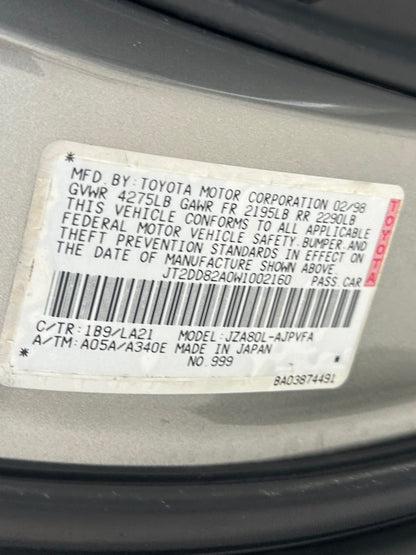 MFD. BY: TOYOTA MOTOR CORPORATION 02/98
GVWR 4275LB GAWR FR 2195LB RR 2290LB
THIS VEHICLE CONFORMS TO ALL APPLICABLE
FEDERAL MOTOR VEHICLE SAFETY, BUMPER, AND
THEFT PREVENTION STANDARDS IN EFFECT ON
THE DATE OF MANUFACTURE SHOWN ABOVE.
JT2DD82A0W1002160 PASS. CAR
TOYOTA
C/TR: 1B9/LA21 MODEL: JZA80L-AJPVFA
A/TM: A05A/A340E MADE IN JAPAN
NO. 999
BA03874491